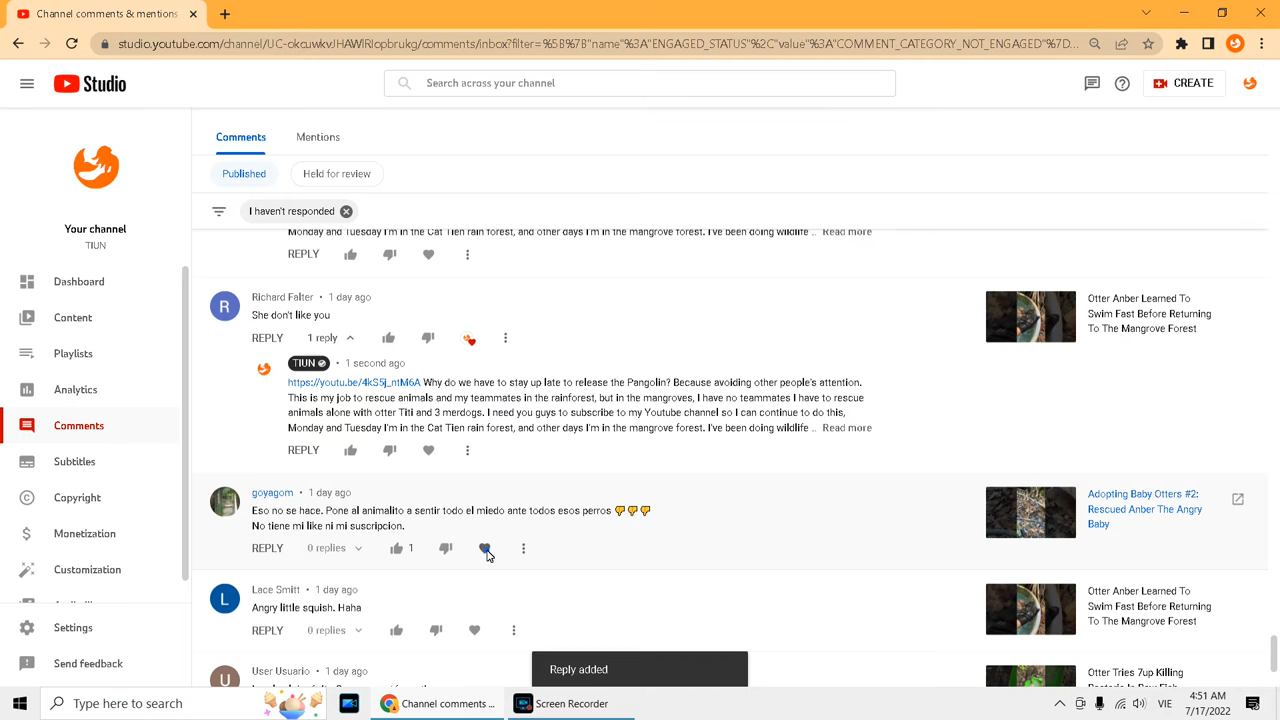 Channel comments & mentions
studio.youtube.com/channel/UCokuwykvJHAWRIopbrukg/comments/inbox?filter=%5B%7B"name"%3A"ENGAGED_STATUS"%2C"value"%3A"COMMENT_CATEGORY_NOT_ENGAGED"%7D...
Studio
Search across your channel
CREATE
Your channel
TIUN
Dashboard
Content
Playlists
Analytics
Comments
Subtitles
Copyright
Monetization
Customization
Settings
Send feedback
Comments Mentions
Published Held for review
I haven't responded
Monday and Tuesday I'm in the Cat Tien rain forest, and other days I'm in the mangrove forest. I've been doing wildlife .. Read more
REPLY
Richard Falter • 1 day ago
She don't like you
REPLY 1 reply
TIUN • 1 second ago
https://youtu.be/4kS5j_ntM6A Why do we have to stay up late to release the Pangolin? Because avoiding other people's attention.
This is my job to rescue animals and my teammates in the rainforest, but in the mangroves, I have no teammates I have to rescue
animals alone with otter Titi and 3 merdogs. I need you guys to subscribe to my Youtube channel so I can continue to do this,
Monday and Tuesday I'm in the Cat Tien rain forest, and other days I'm in the mangrove forest. I've been doing wildlife .. Read more
REPLY
Otter Anber Learned To
Swim Fast Before Returning
To The Mangrove Forest
goyagom • 1 day ago
Eso no se hace. Pone al animalito a sentir todo el miedo ante todos esos perros 👎👎👎
No tiene mi like ni mi suscripcion.
REPLY 0 replies 1
Adopting Baby Otters #2:
Rescued Anber The Angry
Baby
Lace Smitt • 1 day ago
Angry little squish. Haha
REPLY 0 replies
Otter Anber Learned To
Swim Fast Before Returning
To The Mangrove Forest
User Usuario • 1 day ago
Otter Tries 7up Killing
Reply added
Type here to search
Channel comments ...
Screen Recorder
VIE
4:51 AM
7/17/2022